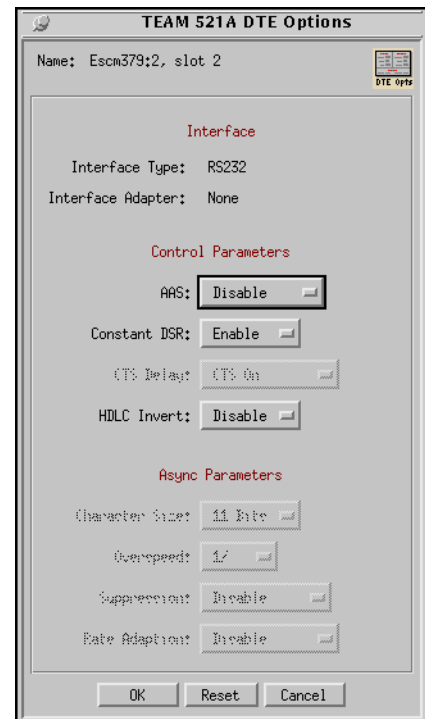 TEAM 521A DTE Options
Name: Escm379:2, slot 2
DTE Opts
Interface
Interface Type: RS232
Interface Adapter: None
Control Parameters
AAS: Disable
Constant DSR: Enable
CTS Delay: CTS On
HDLC Invert: Disable
Async Parameters
Character Size: 11 Bits
Overspeed: 1%
Suppression: Disable
Rate Adaption: Disable
OK Reset Cancel